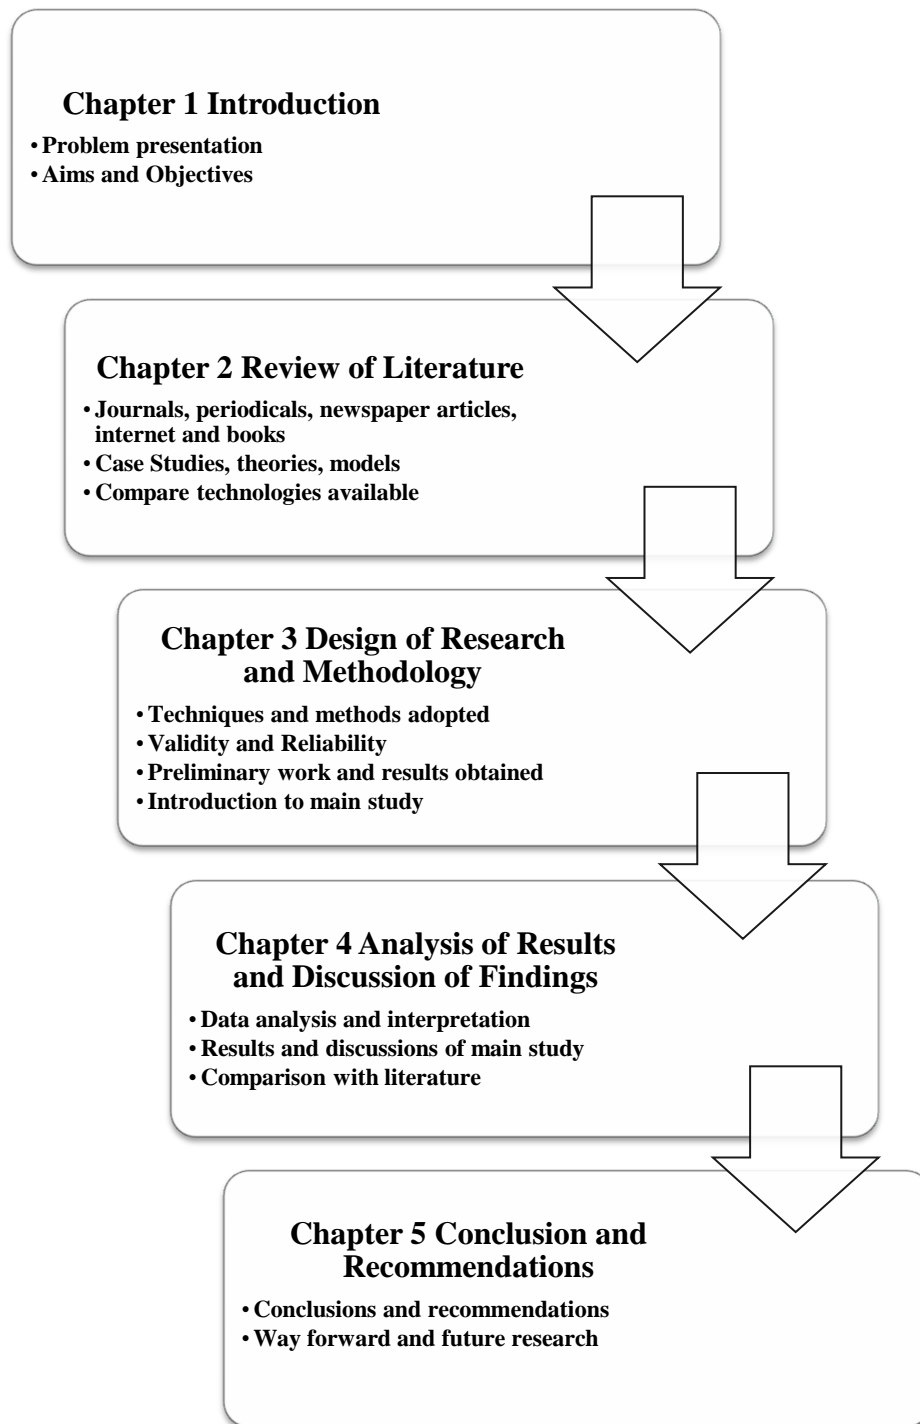 Chapter 1 Introduction
• Problem presentation
• Aims and Objectives
Chapter 2 Review of Literature
• Journals, periodicals, newspaper articles,
internet and books
• Case Studies, theories, models
• Compare technologies available
Chapter 3 Design of Research
and Methodology
• Techniques and methods adopted
• Validity and Reliability
• Preliminary work and results obtained
• Introduction to main study
Chapter 4 Analysis of Results
and Discussion of Findings
• Data analysis and interpretation
• Results and discussions of main study
• Comparison with literature
Chapter 5 Conclusion and
Recommendations
• Conclusions and recommendations
• Way forward and future research